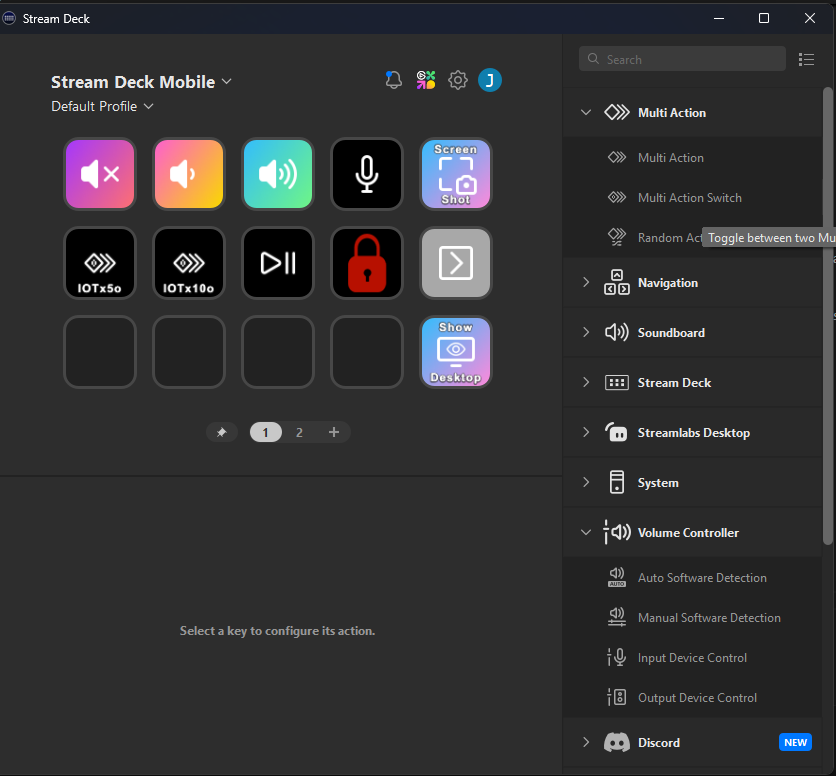 Stream Deck
Stream Deck Mobile
Default Profile
J
Screen
Shot
IOTx5o
IOTx10o
Show
Desktop
1
2
+
Select a key to configure its action.
Search
Multi Action
Multi Action
Multi Action Switch
Random Act
Toggle between two Mu
Navigation
Soundboard
Stream Deck
Streamlabs Desktop
System
Volume Controller
AUTO
Auto Software Detection
Manual Software Detection
Input Device Control
Output Device Control
Discord
NEW